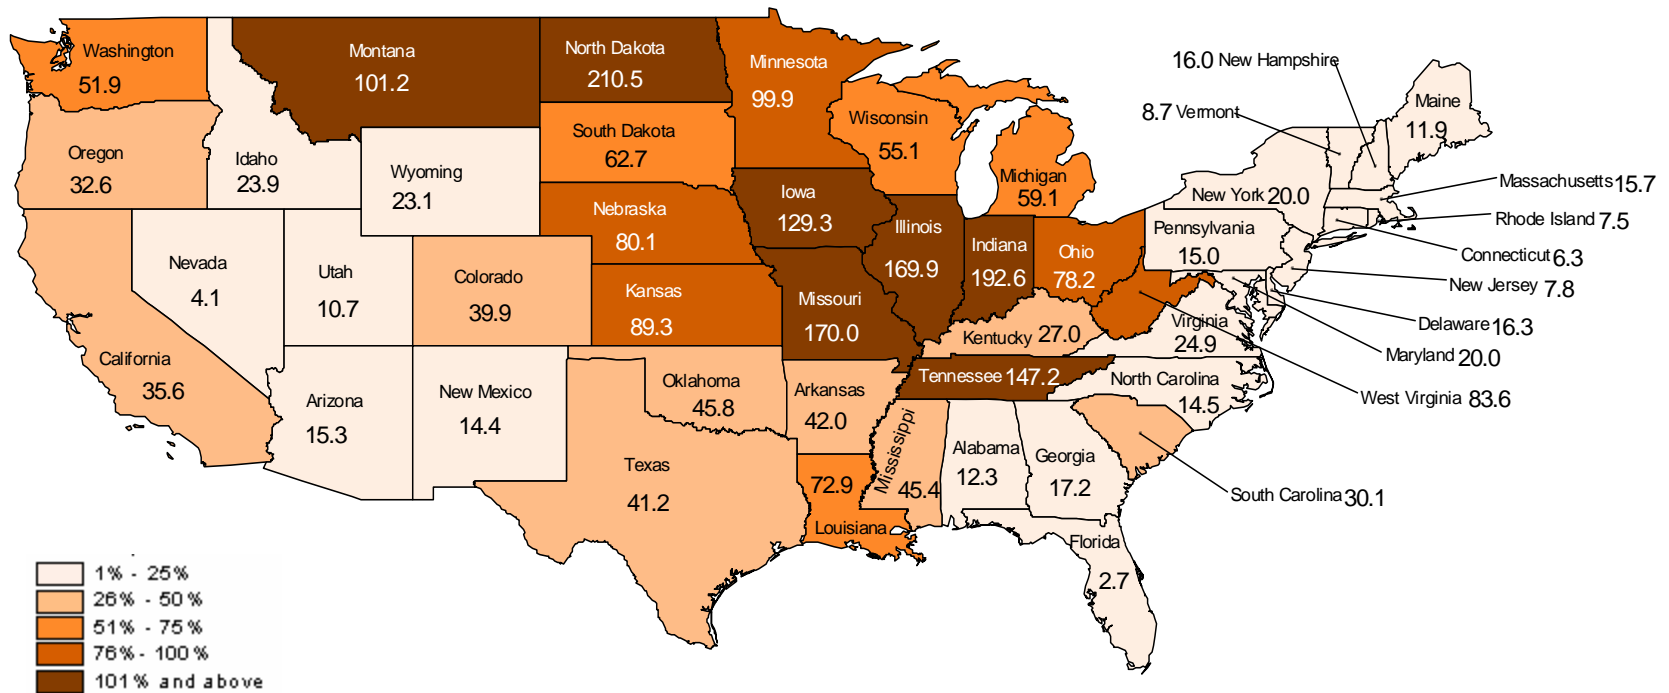 Washington
51.9
Montana
101.2
North Dakota
210.5
Minnesota
99.9
16.0 New Hampshire
8.7 Vermont
Maine
11.9
Oregon
32.6
Idaho
23.9
Wyoming
23.1
South Dakota
62.7
Wisconsin
55.1
Michigan
59.1
New York 20.0
Massachusetts 15.7
Rhode Island 7.5
Connecticut 6.3
New Jersey 7.8
Delaware 16.3
Maryland 20.0
West Virginia 83.6
Nevada
4.1
Utah
10.7
Colorado
39.9
Nebraska
80.1
Iowa
129.3
Illinois
169.9
Indiana
192.6
Ohio
78.2
Pennsylvania
15.0
California
35.6
Kansas
89.3
Missouri
170.0
Kentucky 27.0
Virginia
24.9
Arizona
15.3
New Mexico
14.4
Oklahoma
45.8
Arkansas
42.0
Tennessee 147.2
North Carolina
14.5
Texas
41.2
72.9
Louisiana
Mississippi
45.4
Alabama
12.3
Georgia
17.2
South Carolina 30.1
Florida
2.7
1% - 25%
26% - 50%
51% - 75%
76% - 100%
101% and above